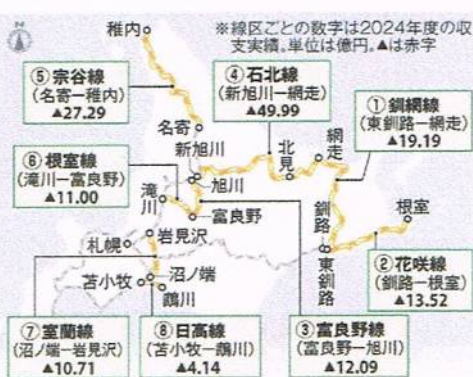 ※線区ごとの数字は2024年度の収
支実績。単位は億円。▲は赤字
稚内
⑤宗谷線
(名寄―稚内)
▲27.29
④石北線
(新旭川―網走)
▲49.99
①釧網線
(東釧路―網走)
▲19.19
名寄
新旭川
網走
北見
⑥根室線
(滝川―富良野)
▲11.00
旭川
滝川
富良野
釧路
根室
札幌
岩見沢
東釧路
②花咲線
(釧路―根室)
▲13.52
苫小牧
沼ノ端
鵡川
⑦室蘭線
(沼ノ端―岩見沢)
▲10.71
⑧日高線
(苫小牧―鵡川)
▲4.14
③富良野線
(富良野―旭川)
▲12.09